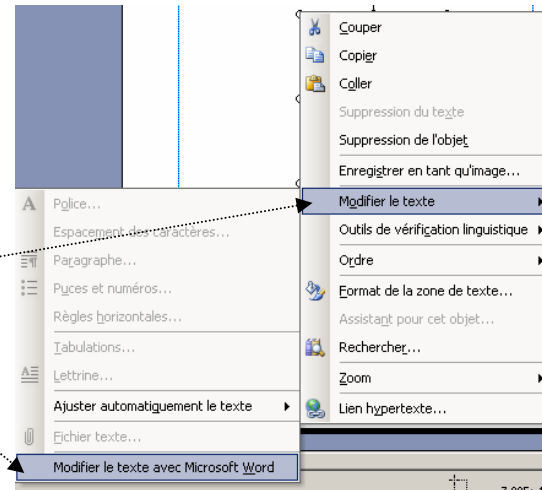 Couper
Copier
Coller
Suppression du texte
Suppression de l'objet
Enregistrer en tant qu'image...
Modifier le texte
Outils de vérification linguistique
Ordre
Format de la zone de texte...
Assistant pour cet objet...
Rechercher...
Zoom
Lien hypertexte...
Police...
Espacement des caractères...
Paragraphe...
Puces et numéros...
Règles horizontales...
Tabulations...
Lettrine...
Ajuster automatiquement le texte
Fichier texte...
Modifier le texte avec Microsoft Word